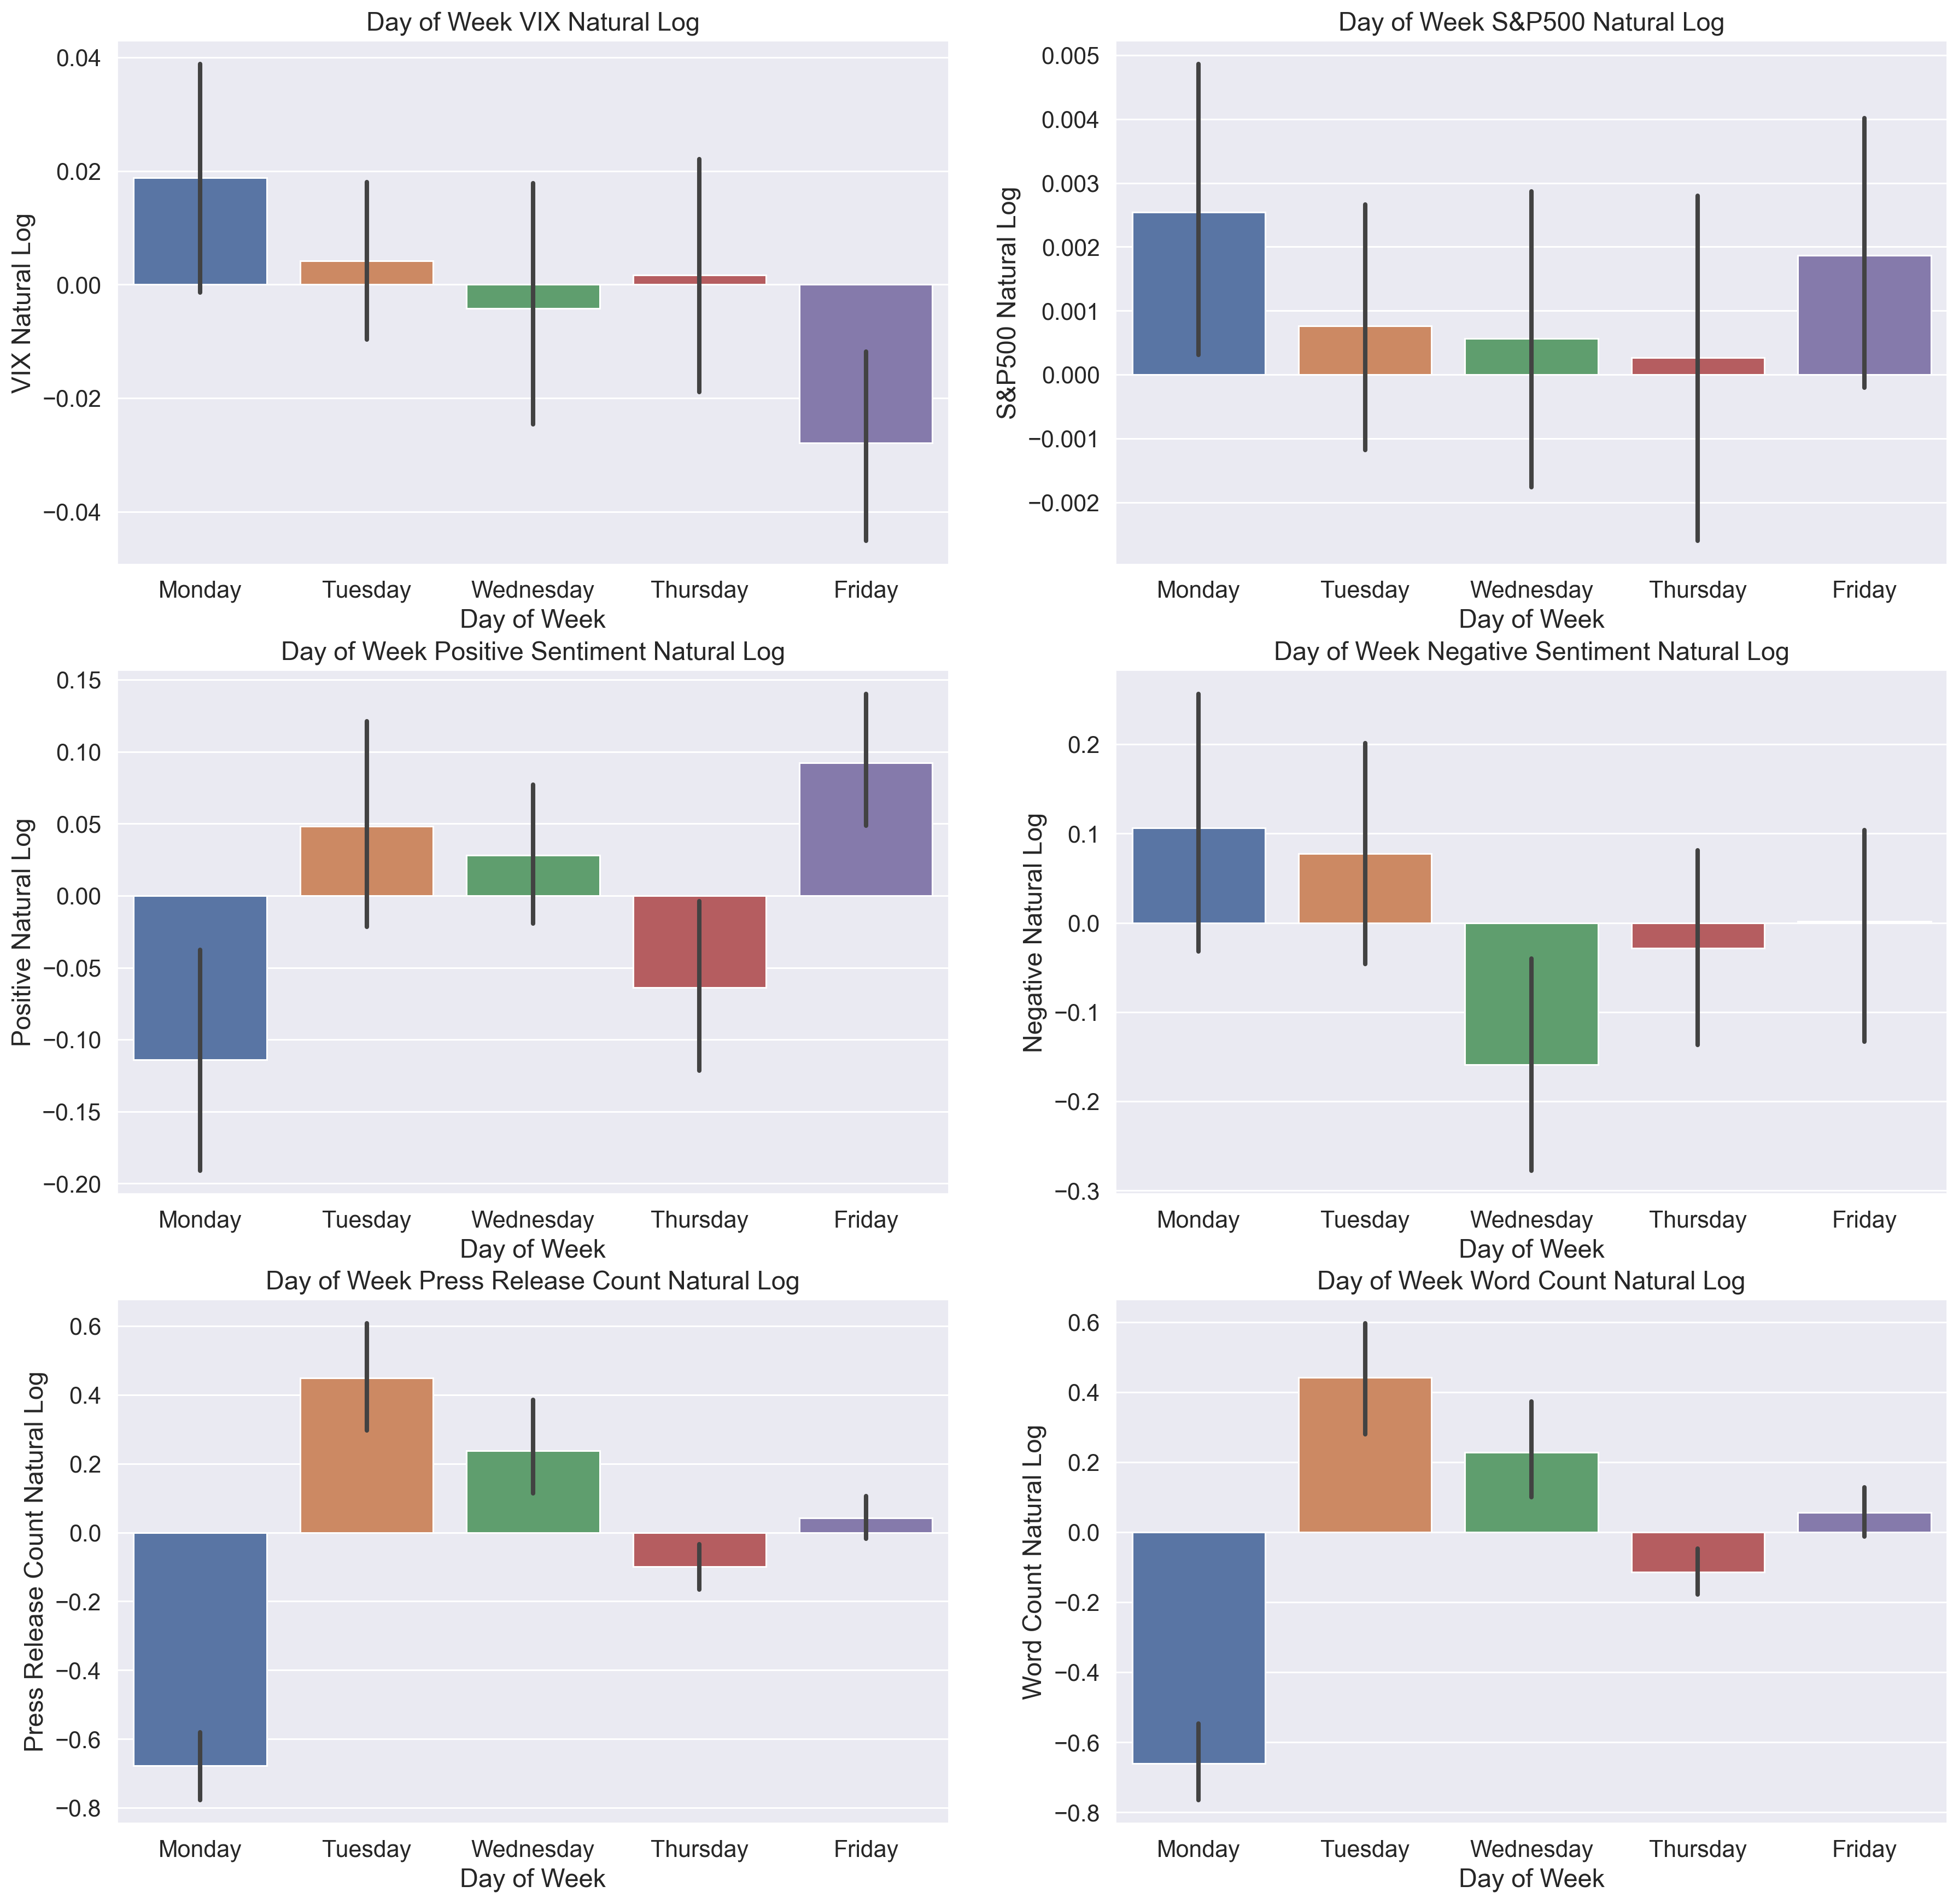 Day of Week VIX Natural Log
VIX Natural Log
0.04
0.02
0.00
−0.02
−0.04
Monday Tuesday Wednesday Thursday Friday
Day of Week
Day of Week S&P500 Natural Log
S&P500 Natural Log
0.005
0.004
0.003
0.002
0.001
0.000
−0.001
−0.002
Monday Tuesday Wednesday Thursday Friday
Day of Week
Day of Week Positive Sentiment Natural Log
Positive Natural Log
0.15
0.10
0.05
0.00
−0.05
−0.10
−0.15
−0.20
Monday Tuesday Wednesday Thursday Friday
Day of Week
Day of Week Negative Sentiment Natural Log
Negative Natural Log
0.2
0.1
0.0
−0.1
−0.2
−0.3
Monday Tuesday Wednesday Thursday Friday
Day of Week
Day of Week Press Release Count Natural Log
Press Release Count Natural Log
0.6
0.4
0.2
0.0
−0.2
−0.4
−0.6
−0.8
Monday Tuesday Wednesday Thursday Friday
Day of Week
Day of Week Word Count Natural Log
Word Count Natural Log
0.6
0.4
0.2
0.0
−0.2
−0.4
−0.6
−0.8
Monday Tuesday Wednesday Thursday Friday
Day of Week